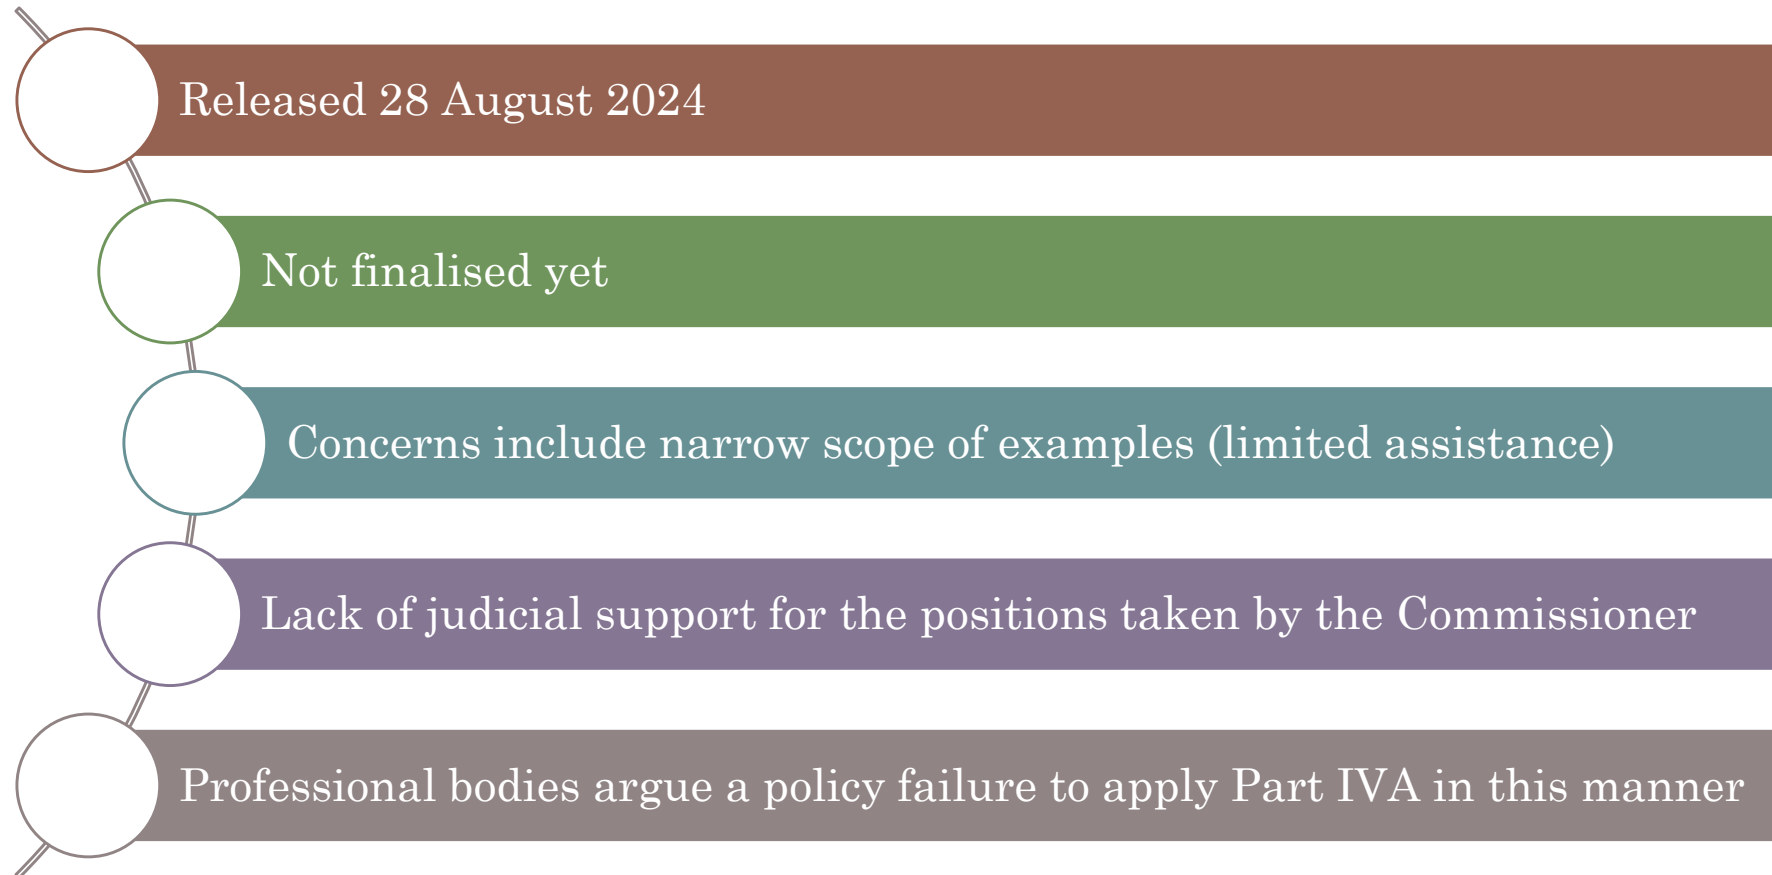 Released 28 August 2024
Not finalised yet
Concerns include narrow scope of examples (limited assistance)
Lack of judicial support for the positions taken by the Commissioner
Professional bodies argue a policy failure to apply Part IVA in this manner